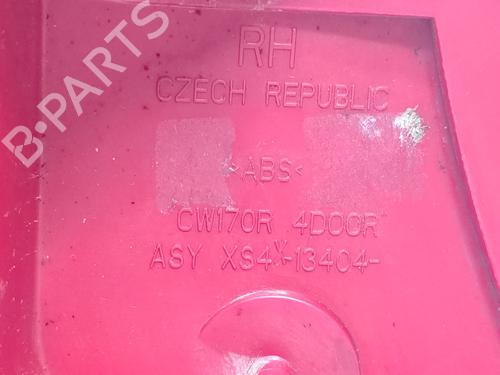 B-PARTS
RH
CZECH REPUBLIC
>ABS<
CW170R 4DOOR
ASY XS4X-13404-